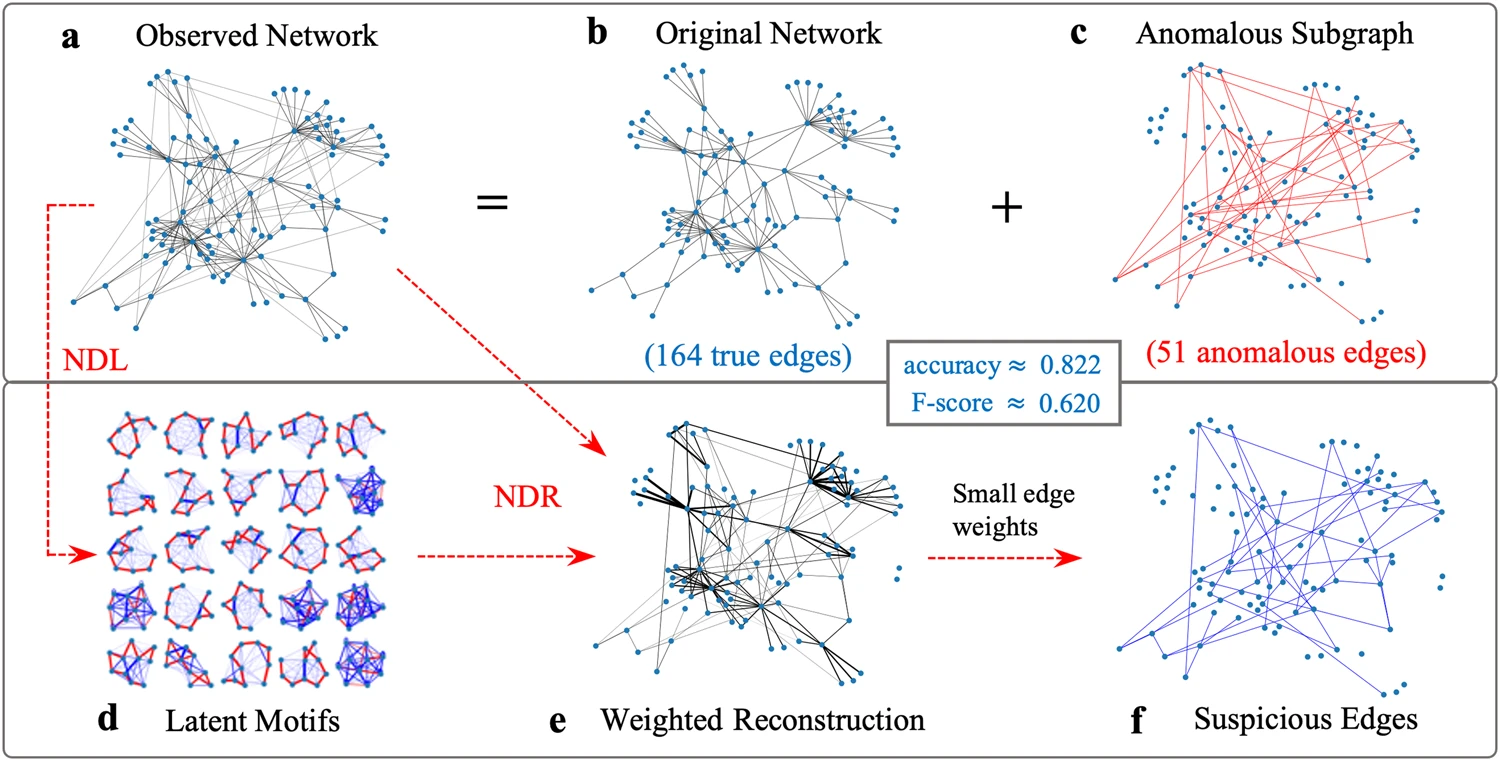 a Observed Network
b Original Network
c Anomalous Subgraph
=
+
NDL
(164 true edges)
accuracy ≈ 0.822
F-score ≈ 0.620
(51 anomalous edges)
NDR
Small edge
weights
d Latent Motifs
e Weighted Reconstruction
f Suspicious Edges